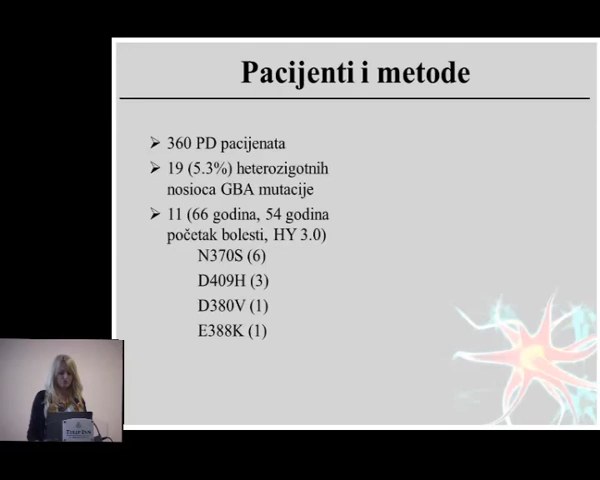 Pacijenti i metode
➢ 360 PD pacijenata
➢ 19 (5.3%) heterozigotnih
nosioca GBA mutacije
➢ 11 (66 godina, 54 godina
početak bolesti, HY 3.0)
N370S (6)
D409H (3)
D380V (1)
E388K (1)